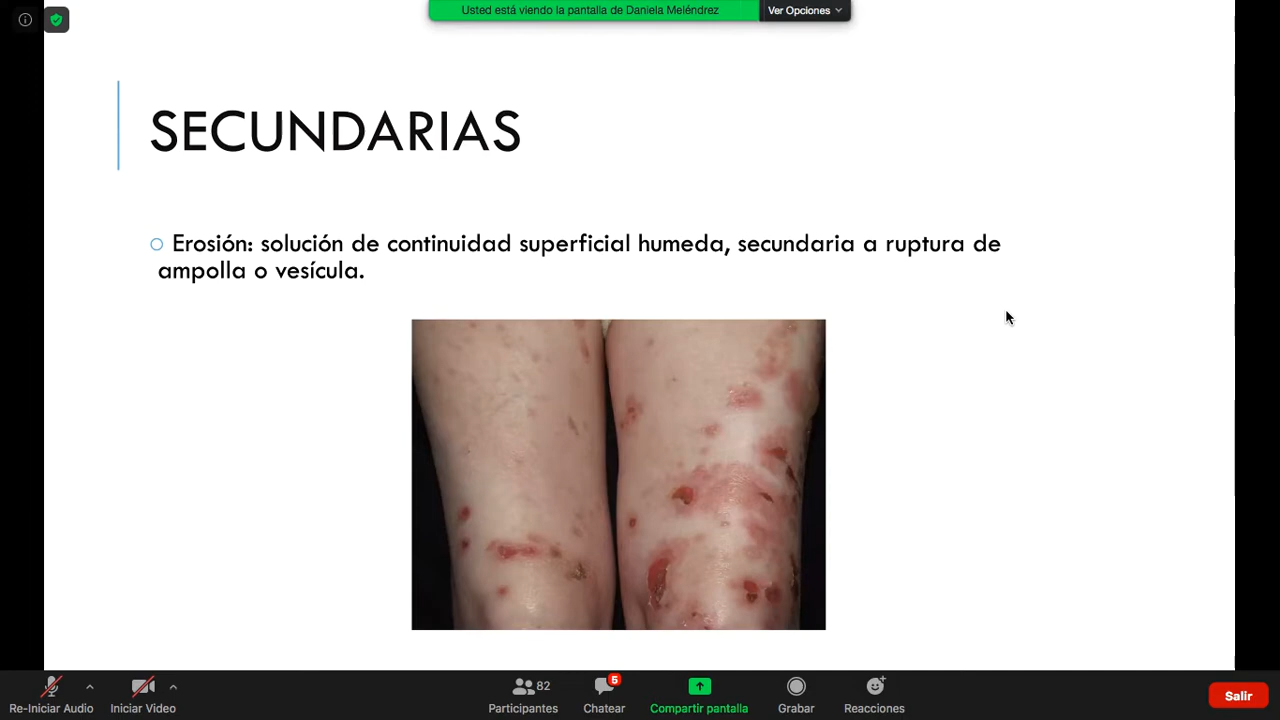 Usted está viendo la pantalla de Daniela Meléndrez
Ver Opciones
SECUNDARIAS
Erosión: solución de continuidad superficial humeda, secundaria a ruptura de
ampolla o vesícula.
Re-Iniciar Audio
Iniciar Video
82
Participantes
5
Chatear
Compartir pantalla
Grabar
Reacciones
Salir